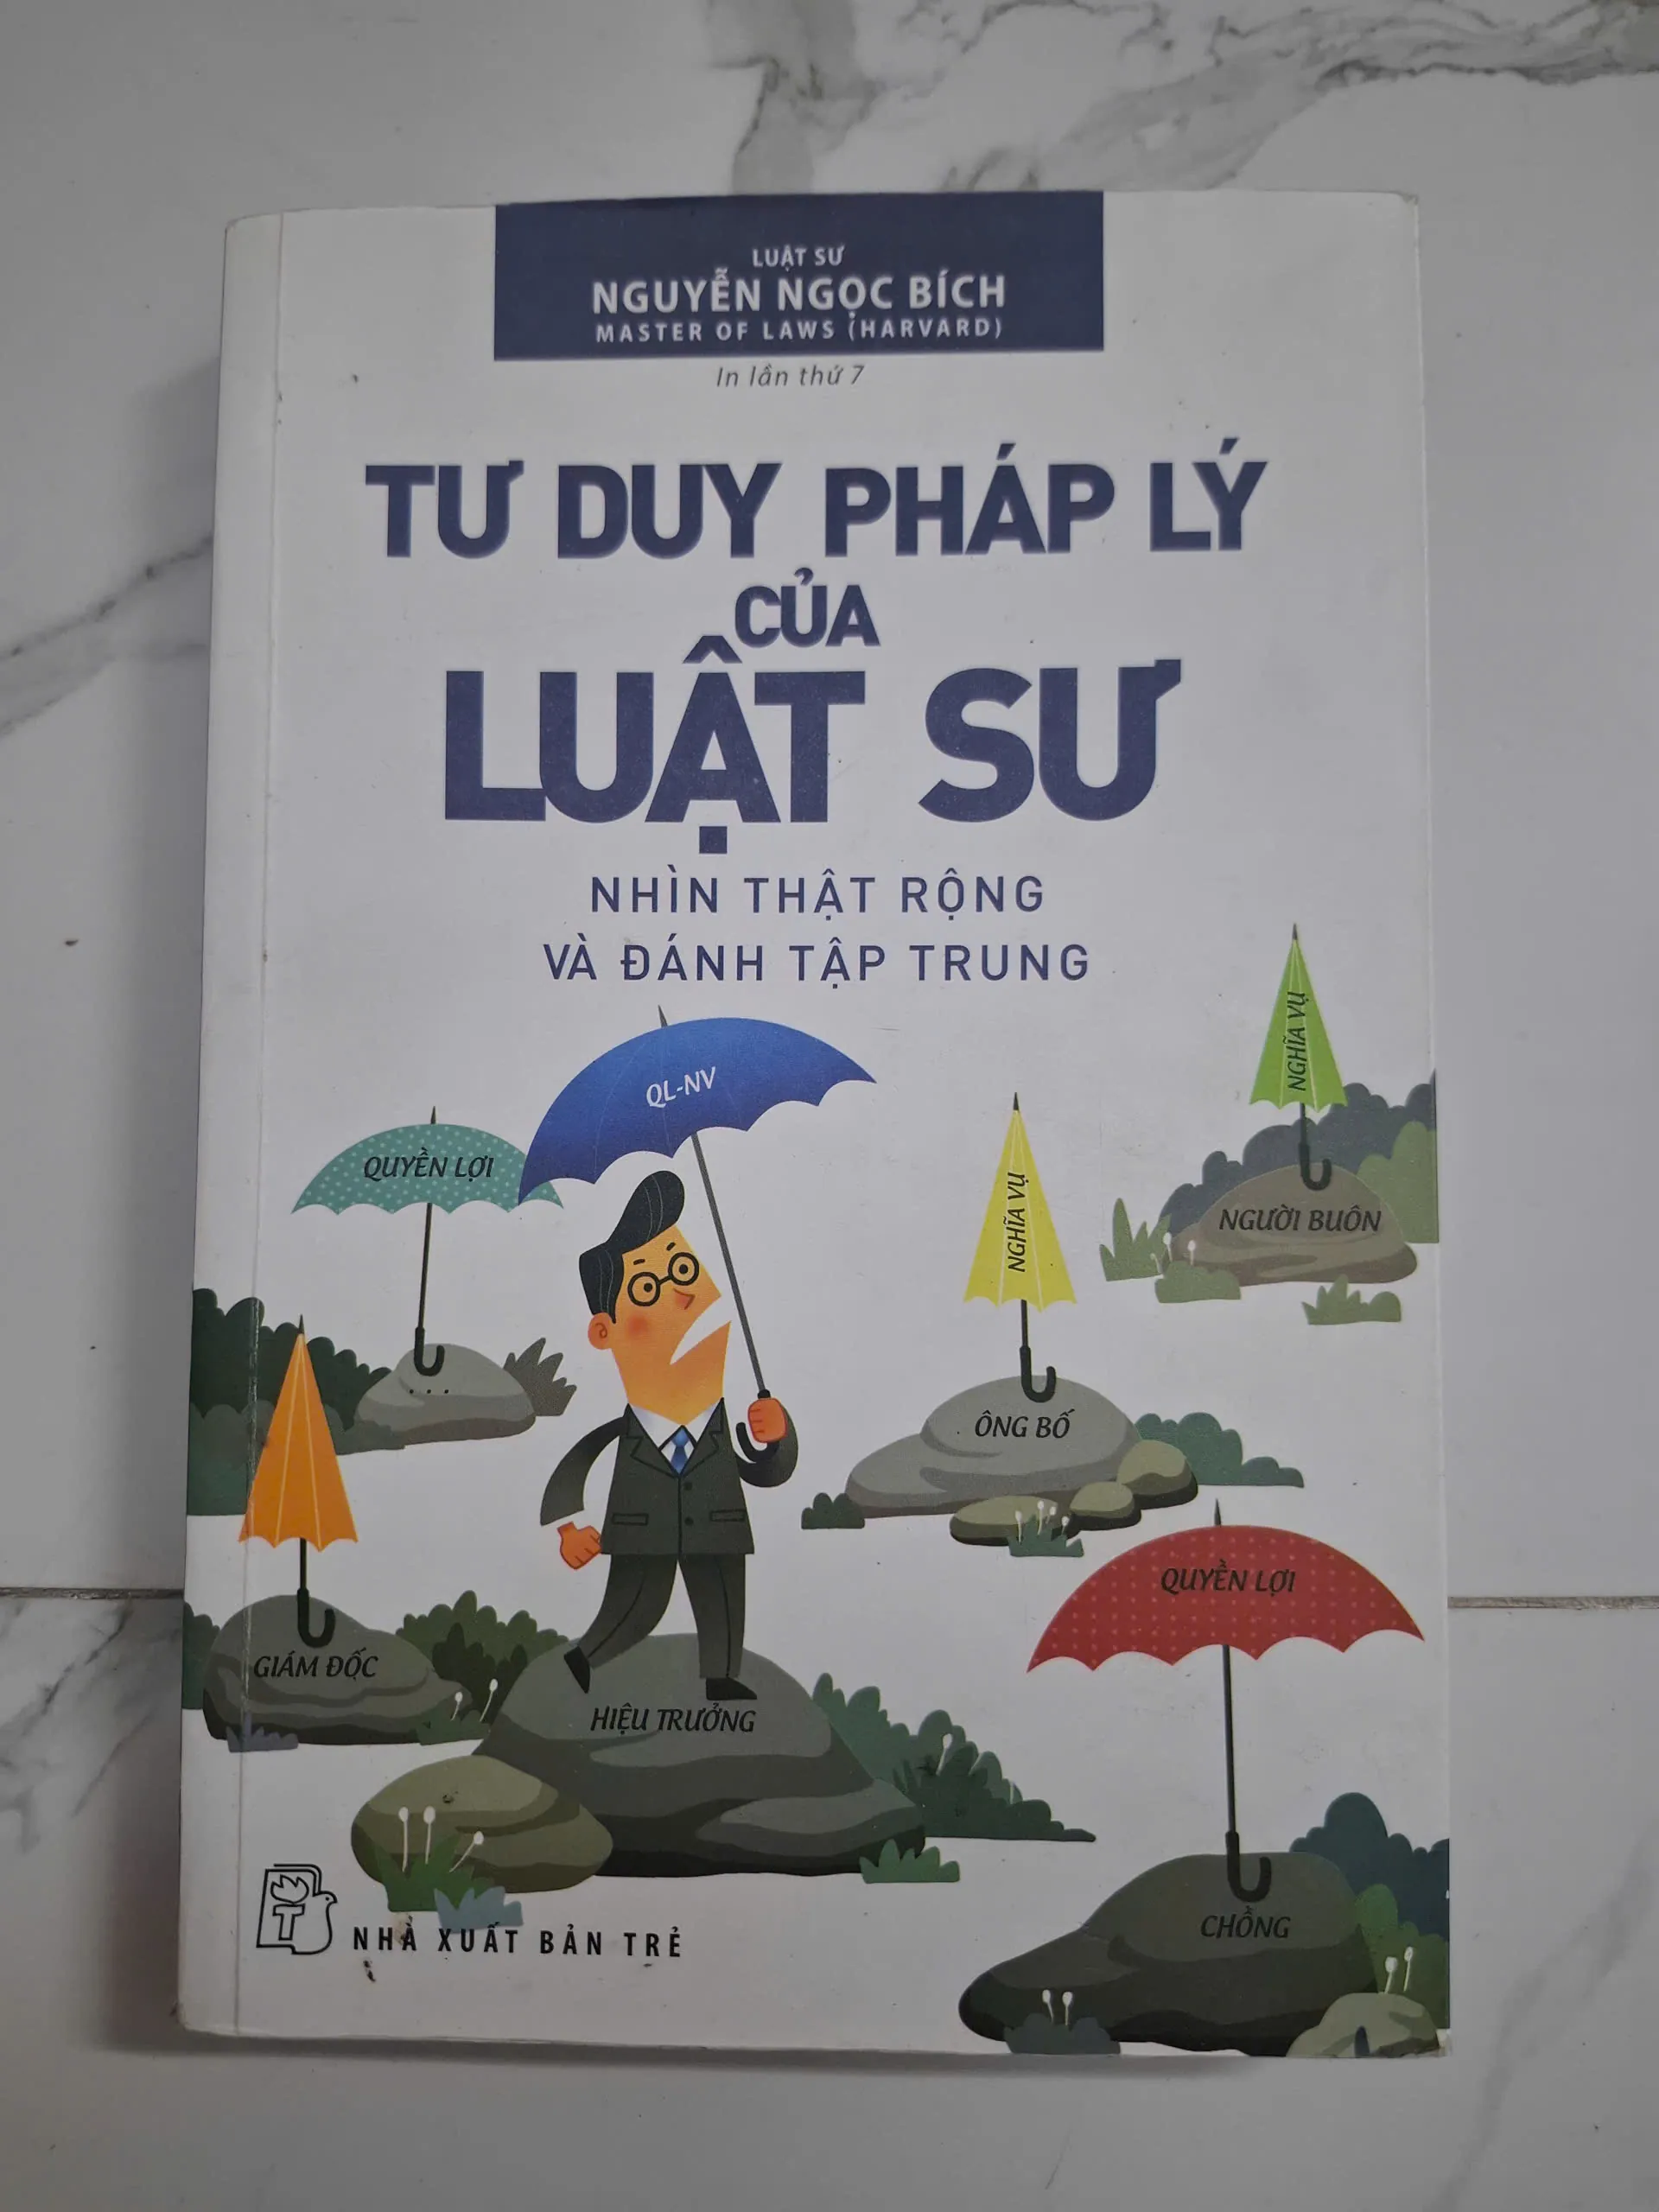 LUẬT SƯ
NGUYỄN NGỌC BÍCH
MASTER OF LAWS (HARVARD)
In lần thứ 7
TƯ DUY PHÁP LÝ
CỦA
LUẬT SƯ
NHÌN THẬT RỘNG
VÀ ĐÁNH TẬP TRUNG
NGHĨA VỤ
QL-NV
QUYỀN LỢI
NGHĨA VỤ
NGƯỜI BUÔN
...
ÔNG BỐ
QUYỀN LỢI
GIÁM ĐỐC
HIỆU TRƯỞNG
CHỒNG
T
NHÀ XUẤT BẢN TRẺ